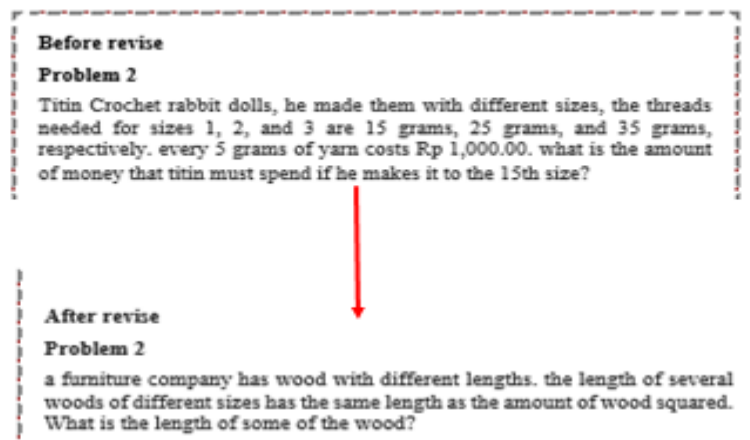 Before revise
Problem 2
Titin Crochet rabbit dolls, he made them with different sizes, the threads
needed for sizes 1, 2, and 3 are 15 grams, 25 grams, and 35 grams,
respectively. every 5 grams of yarn costs Rp 1,000.00. what is the amount
of money that titin must spend if he makes it to the 15th size?
After revise
Problem 2
a furniture company has wood with different lengths. the length of several
woods of different sizes has the same length as the amount of wood squared.
What is the length of some of the wood?